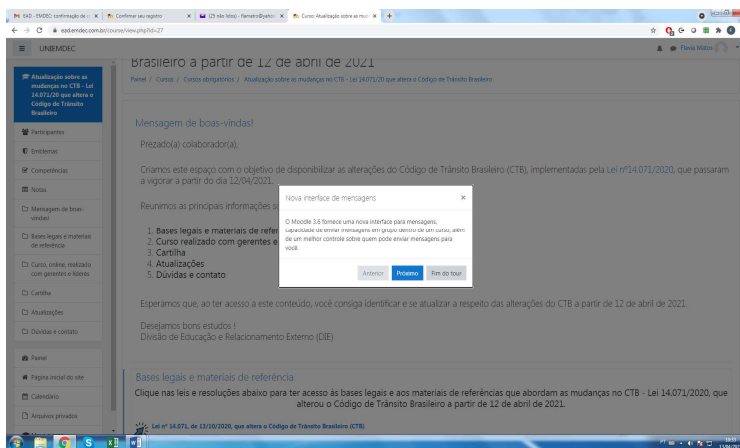 EAD - EMDEC: confirmação de c
Confirmar seu registro
(25 não lidos) - flamatro@yahoo
Curso: Atualização sobre as mud
ead.emdec.com.br/course/view.php?id=27
UNIEMDEC
Flavia Matos
Brasileiro a partir de 12 de abril de 2021
Painel / Cursos / Cursos obrigatórios / Atualização sobre as mudanças no CTB - Lei 14.071/20 que altera o Código de Trânsito Brasileiro
Atualização sobre as
mudanças no CTB - Lei
14.071/20 que altera o
Código de Trânsito
Brasileiro
Participantes
Emblemas
Competências
Notas
Mensagem de boas-
vindas!
Bases legais e materiais
de referência
Curso, online, realizado
com gerentes e líderes
Cartilha
Atualizações
Dúvidas e contato
Painel
Página inicial do site
Calendário
Arquivos privados
Mensagem de boas-vindas!
Prezado(a) colaborador(a),
Criamos este espaço com o objetivo de disponibilizar as alterações do Código de Trânsito Brasileiro (CTB), implementadas pela Lei nº14.071/2020, que passaram
a vigorar a partir do dia 12/04/2021.
Reunimos as principais informações s
1. Bases legais e materiais de refer
2. Curso realizado com gerentes e
3. Cartilha
4. Atualizações
5. Dúvidas e contato
Nova interface de mensagens
O Moodle 3.6 fornece uma nova interface para mensagens,
capacidade de enviar mensagens em grupo dentro de um curso, além
de um melhor controle sobre quem pode enviar mensagens para
você.
Anterior Próximo Fim do tour
Esperamos que, ao ter acesso a este conteúdo, você consiga identificar e se atualizar a respeito das alterações do CTB a partir de 12 de abril de 2021.
Desejamos bons estudos !
Divisão de Educação e Relacionamento Externo (DIE)
Bases legais e materiais de referência
Clique nas leis e resoluções abaixo para ter acesso às bases legais e aos materiais de referências que abordam as mudanças no CTB - Lei 14.071/2020, que
alterou o Código de Trânsito Brasileiro a partir de 12 de abril de 2021.
Lei nº 14.071, de 13/10/2020, que altera o Código de Trânsito Brasileiro (CTB)
PT